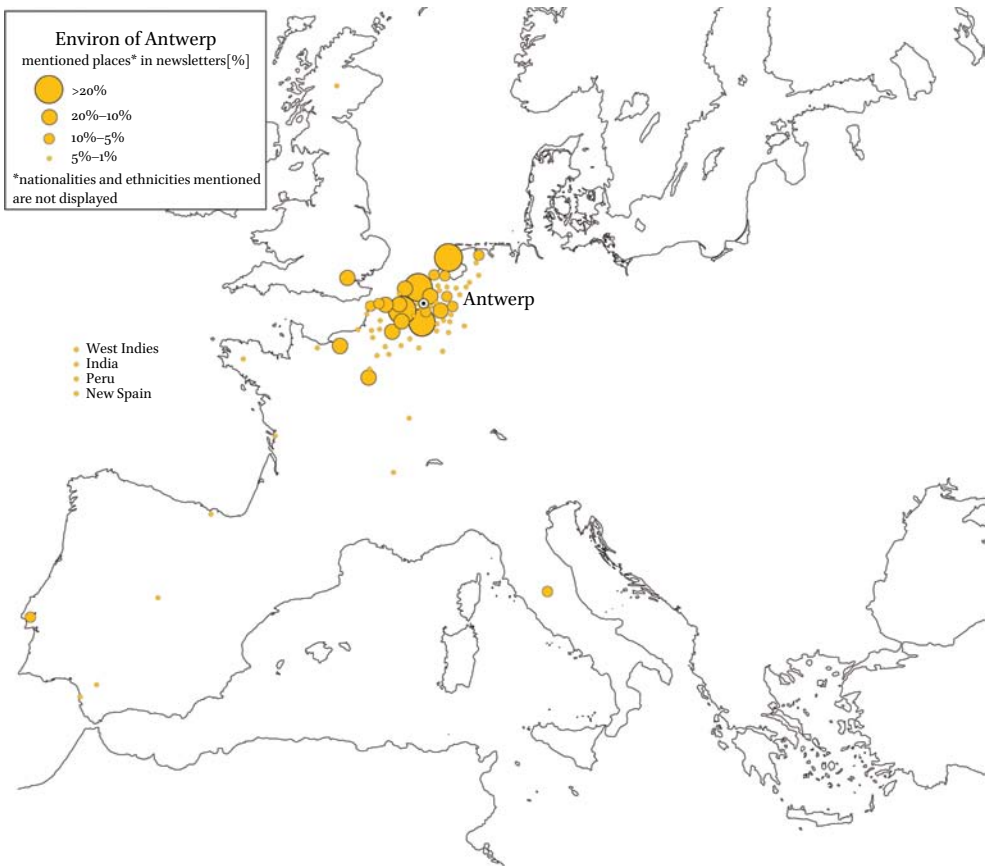 Environ of Antwerp
mentioned places* in newsletters[%]
>20%
20%–10%
10%–5%
5%–1%
*nationalities and ethnicities mentioned
are not displayed
Antwerp
West Indies
India
Peru
New Spain